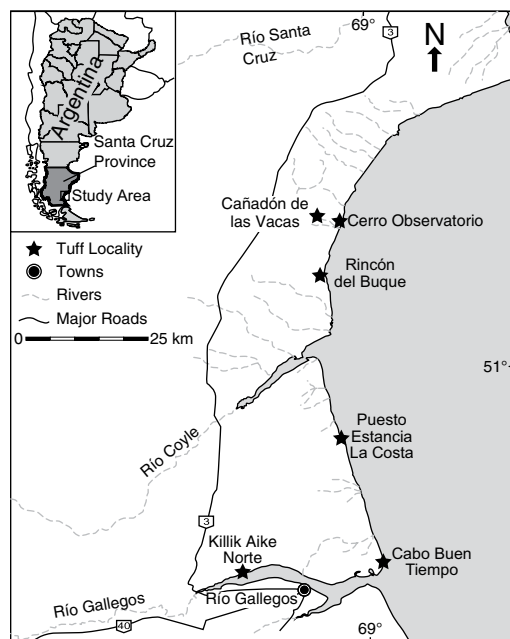 69°
3
N
Río Santa
Cruz
Argentina
Santa Cruz
Province
Study Area
Cañadón de
las Vacas
Cerro Observatorio
Tuff Locality
Towns
Rivers
Major Roads
0 25 km
Rincón
del Buque
51°
Puesto
Estancia
La Costa
Río Coyle
3
Killik Aike
Norte
Cabo Buen
Tiempo
Río Gallegos
Río Gallegos
40
69°